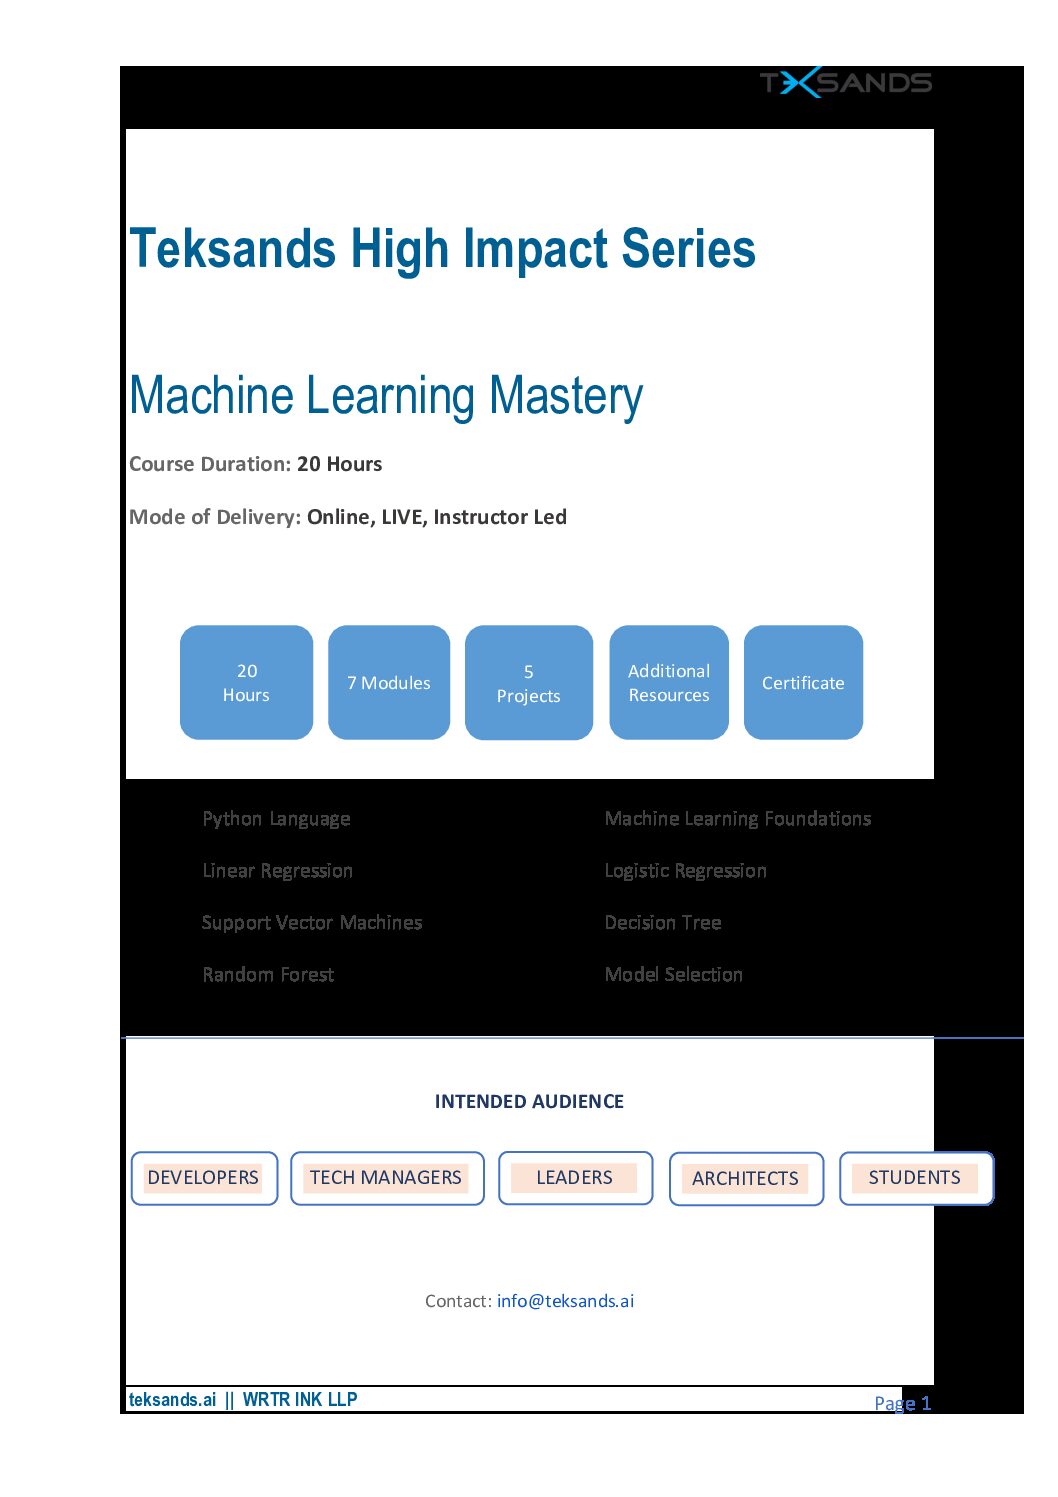 TEKSANDS
Teksands High Impact Series
Machine Learning Mastery
Course Duration: 20 Hours
Mode of Delivery: Online, LIVE, Instructor Led
20
Hours
7 Modules
5
Projects
Additional
Resources
Certificate
Python Language
Machine Learning Foundations
Linear Regression
Logistic Regression
Support Vector Machines
Decision Tree
Random Forest
Model Selection
INTENDED AUDIENCE
DEVELOPERS
TECH MANAGERS
LEADERS
ARCHITECTS
STUDENTS
Contact: info@teksands.ai
teksands.ai || WRTR INK LLP
Page 1